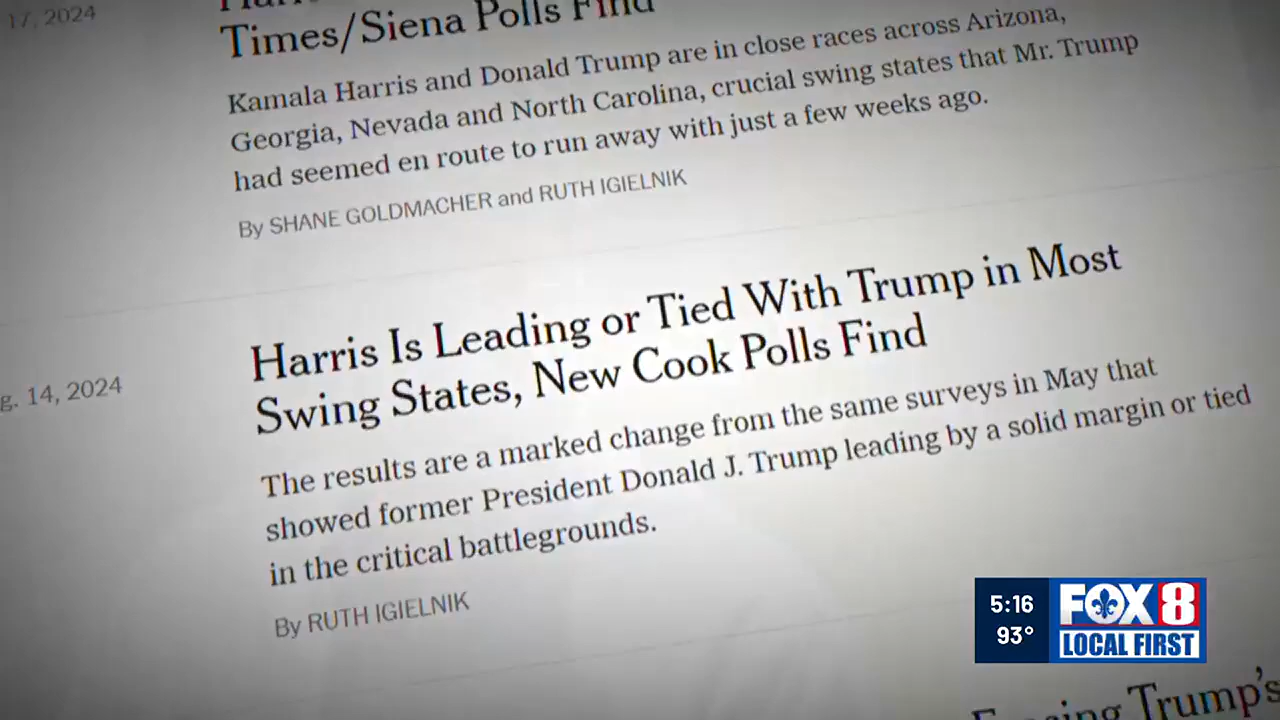 17, 2024
Times/Siena Polls Find
Kamala Harris and Donald Trump are in close races across Arizona,
Georgia, Nevada and North Carolina, crucial swing states that Mr. Trump
had seemed en route to run away with just a few weeks ago.
By SHANE GOLDMACHER and RUTH IGIELNIK
g. 14, 2024
Harris Is Leading or Tied With Trump in Most
Swing States, New Cook Polls Find
The results are a marked change from the same surveys in May that
showed former President Donald J. Trump leading by a solid margin or tied
in the critical battlegrounds.
By RUTH IGIELNIK
5:16
93°
FOX 8
LOCAL FIRST
Trump's